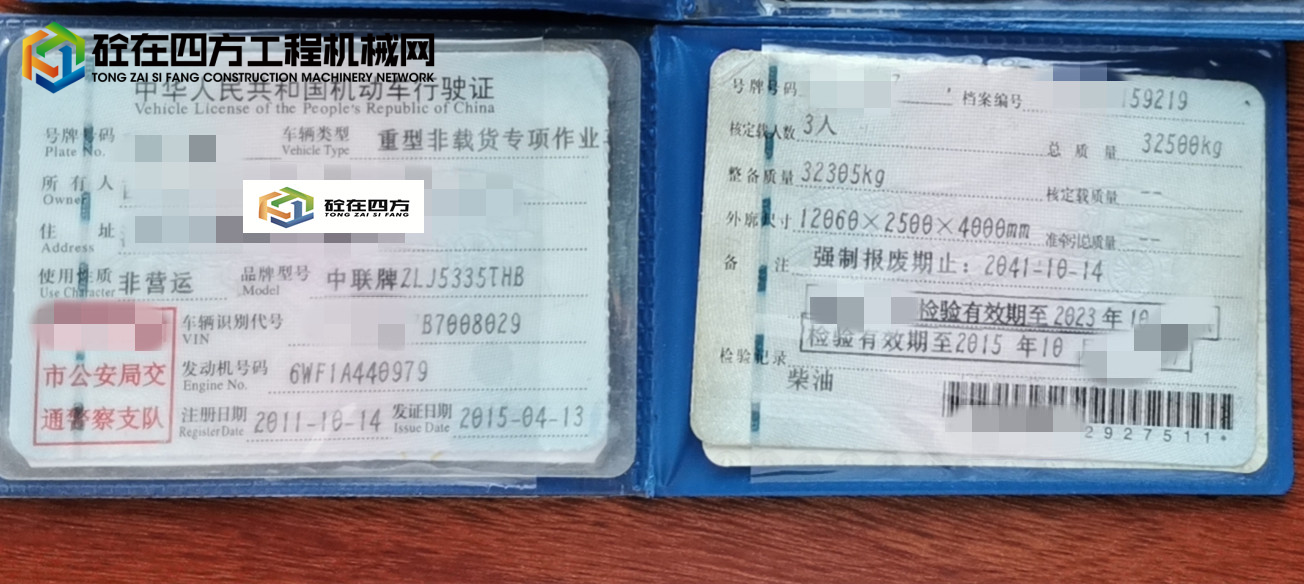 砼在四方工程机械网
TONG ZAI SI FANG CONSTRUCTION MACHINERY NETWORK
中华人民共和国机动车行驶证
Vehicle License of the People's Republic of China
号牌号码
Plate No.
车辆类型
Vehicle Type
重型非载货专项作业
所有人
Owner
砼在四方
TONG ZAI SI FANG
住址
Address
使用性质
Use Character
非营运
品牌型号
Model
中联牌ZLJ5335THB
车辆识别代号
VIN
B7008029
市公安局交
通警察支队
发动机号码
Engine No.
6WF1A440979
注册日期
Register Date
2011-10-14
发证日期
Issue Date
2015-04-13
号牌号码
档案编号
159219
核定载人数 3人
总质量 32500kg
整备质量 32305kg
核定载质量 --
外廓尺寸 12060×2500×4000mm
准牵引总质量 --
备注 强制报废期止：2041-10-14
检验有效期至2023年10
检验有效期至2015年10
检验记录
柴油
2927511*